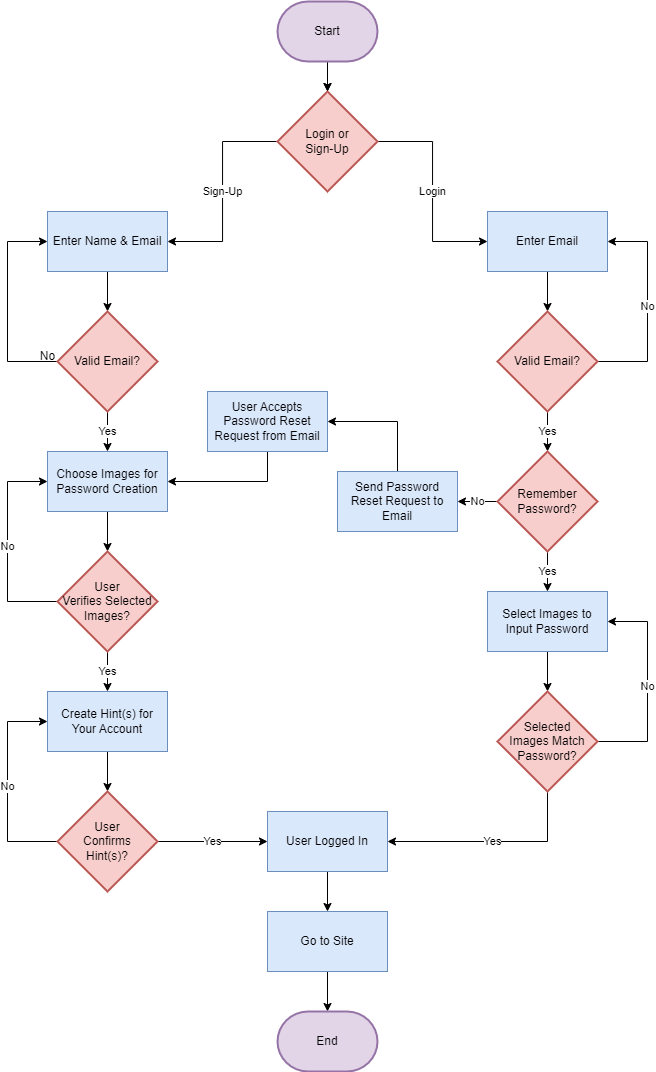 Start
Login or
Sign-Up
Sign-Up
Login
Enter Name & Email
Enter Email
No
No
Valid Email?
Valid Email?
Yes
Yes
User Accepts
Password Reset
Request from Email
Choose Images for
Password Creation
Send Password
Reset Request to
Email
No
Remember
Password?
No
Yes
User
Verifies Selected
Images?
Select Images to
Input Password
Yes
No
Create Hint(s) for
Your Account
Selected
Images Match
Password?
No
User
Confirms
Hint(s)?
Yes
User Logged In
Yes
Go to Site
End